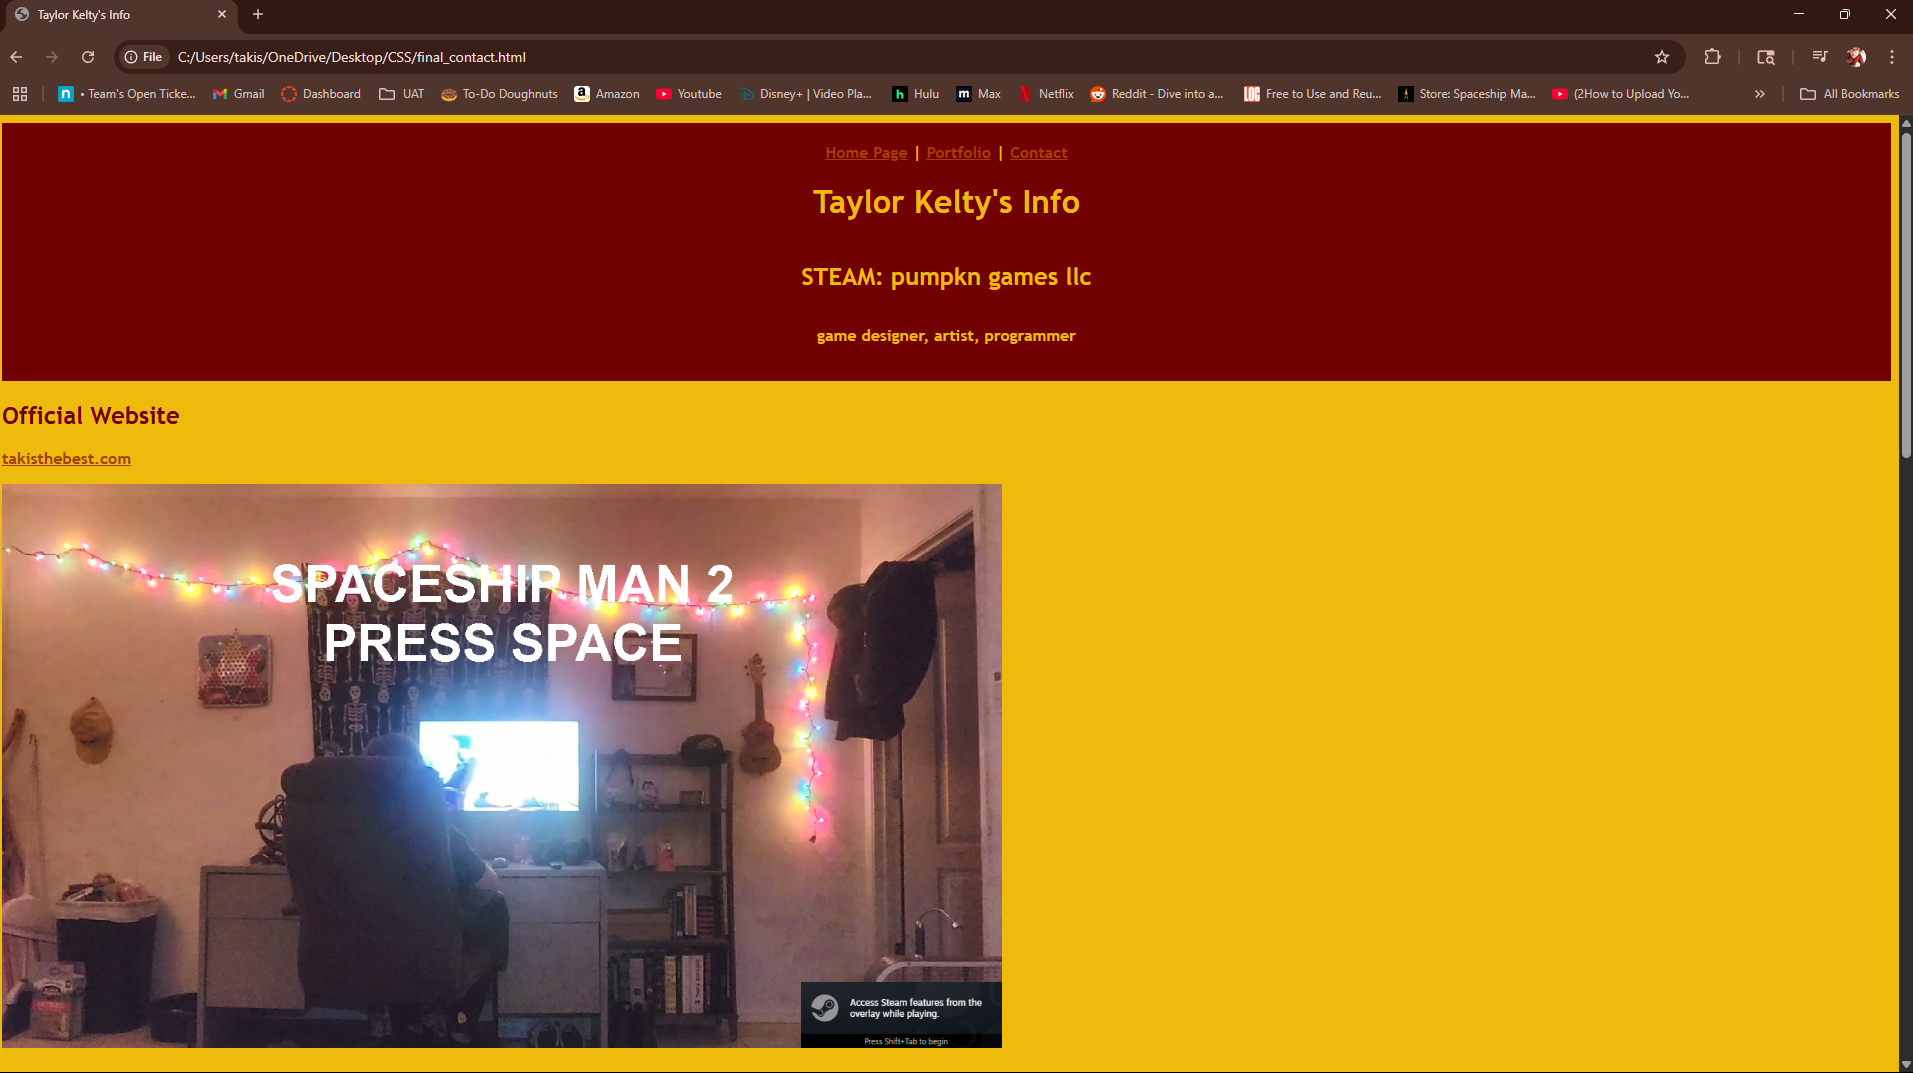 Taylor Kelty's Info
File
C:/Users/takis/OneDrive/Desktop/CSS/final_contact.html
• Team's Open Ticke...
Gmail
Dashboard
UAT
To-Do Doughnuts
Amazon
Youtube
Disney+ | Video Pla...
Hulu
Max
Netflix
Reddit - Dive into a...
Free to Use and Reu...
Store: Spaceship Ma...
(2How to Upload Yo...
All Bookmarks
Home Page | Portfolio | Contact
Taylor Kelty's Info
STEAM: pumpkn games llc
game designer, artist, programmer
Official Website
takisthebest.com
SPACESHIP MAN 2
PRESS SPACE
Access Steam features from the
overlay while playing.
Press Shift+Tab to begin